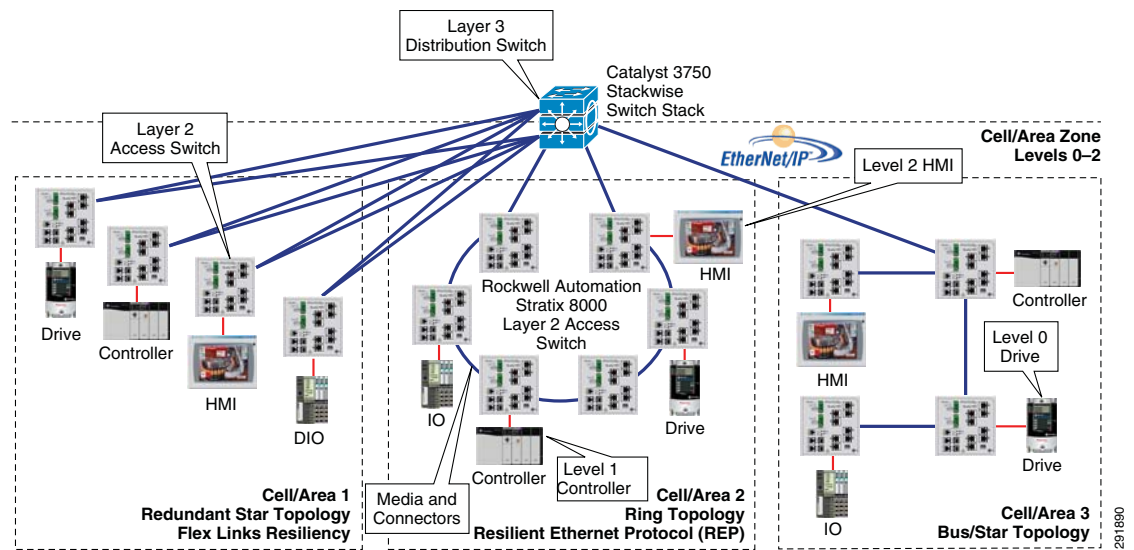 Layer 3
Distribution Switch
Catalyst 3750
Stackwise
Switch Stack
Layer 2
Access Switch
EtherNet/IP
Cell/Area Zone
Levels 0–2
Level 2 HMI
Drive
Controller
HMI
DIO
Cell/Area 1
Redundant Star Topology
Flex Links Resiliency
HMI
Rockwell Automation
Stratix 8000
Layer 2 Access
Switch
IO
Controller
Drive
Media and
Connectors
Level 1
Controller
Cell/Area 2
Ring Topology
Resilient Ethernet Protocol (REP)
Controller
HMI
Level 0
Drive
Drive
IO
Cell/Area 3
Bus/Star Topology
291890